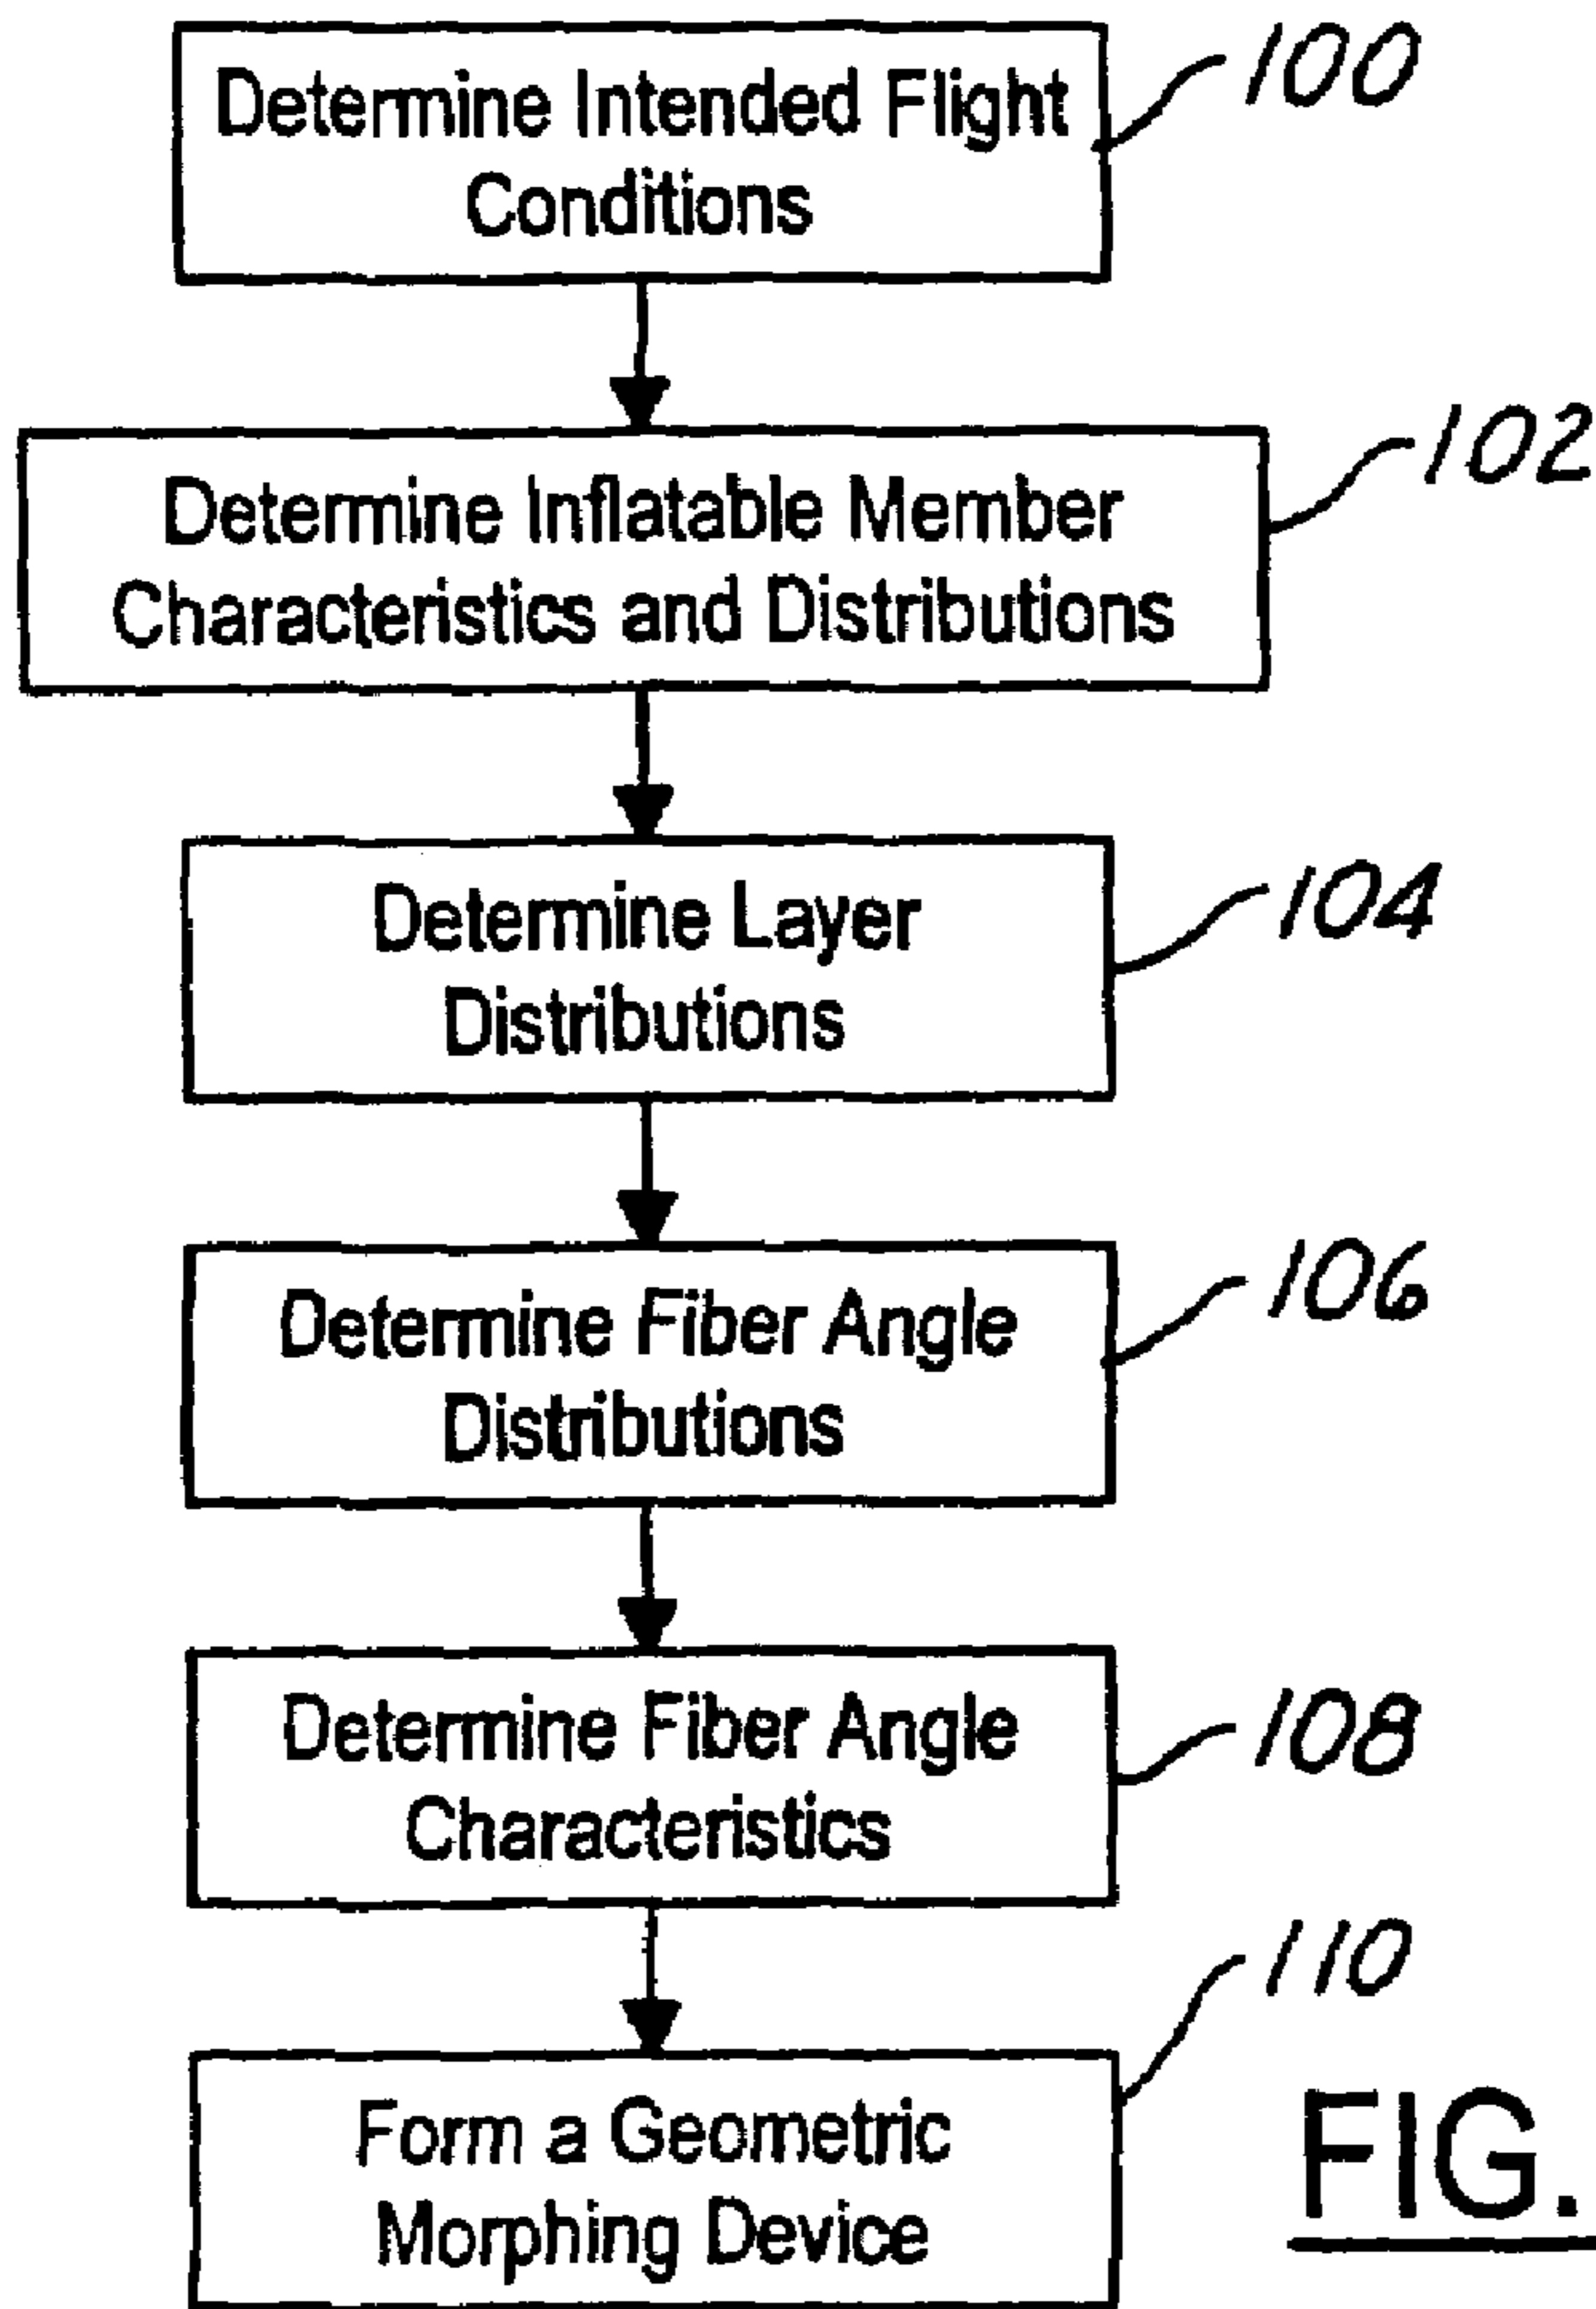 Determine Intended Flight
Conditions
100
Determine Inflatable Member
Characteristics and Distributions
102
Determine Layer
Distributions
104
Determine Fiber Angle
Distributions
106
Determine Fiber Angle
Characteristics
108
Form a Geometric
Morphing Device
110
FIG.